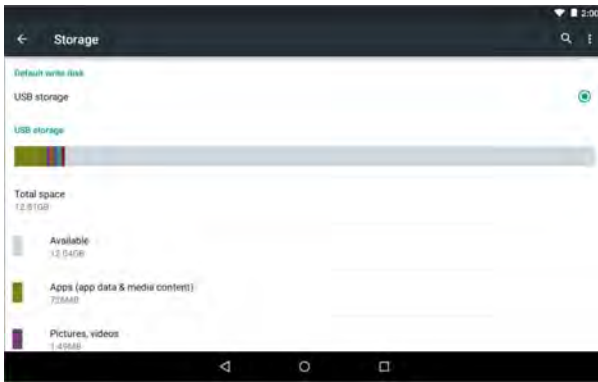 2:00
Storage
Default write disk
USB storage
USB storage
Total space
12.81GB
Available
12.04GB
Apps (app data & media content)
Pictures, videos
1.49MB